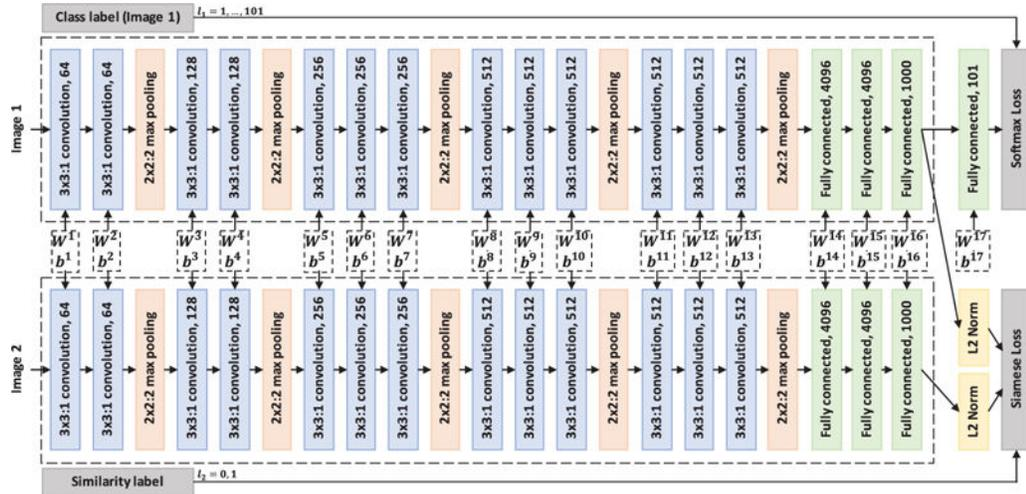 Class label (Image 1)
l₁ = 1, ..., 101
Image 1
3x3:1 convolution, 64
3x3:1 convolution, 64
2x2:2 max pooling
3x3:1 convolution, 128
3x3:1 convolution, 128
2x2:2 max pooling
3x3:1 convolution, 256
3x3:1 convolution, 256
3x3:1 convolution, 256
2x2:2 max pooling
3x3:1 convolution, 512
3x3:1 convolution, 512
3x3:1 convolution, 512
2x2:2 max pooling
3x3:1 convolution, 512
3x3:1 convolution, 512
3x3:1 convolution, 512
2x2:2 max pooling
Fully connected, 4096
Fully connected, 4096
Fully connected, 1000
Fully connected, 101
Softmax Loss
W¹ W² W³ W⁴ W⁵ W⁶ W⁷ W⁸ W⁹ W¹⁰ W¹¹ W¹² W¹³ W¹⁴ W¹⁵ W¹⁶ W¹⁷
b¹ b² b³ b⁴ b⁵ b⁶ b⁷ b⁸ b⁹ b¹⁰ b¹¹ b¹² b¹³ b¹⁴ b¹⁵ b¹⁶ b¹⁷
Image 2
3x3:1 convolution, 64
3x3:1 convolution, 64
2x2:2 max pooling
3x3:1 convolution, 128
3x3:1 convolution, 128
2x2:2 max pooling
3x3:1 convolution, 256
3x3:1 convolution, 256
3x3:1 convolution, 256
2x2:2 max pooling
3x3:1 convolution, 512
3x3:1 convolution, 512
3x3:1 convolution, 512
2x2:2 max pooling
3x3:1 convolution, 512
3x3:1 convolution, 512
3x3:1 convolution, 512
2x2:2 max pooling
Fully connected, 4096
Fully connected, 4096
Fully connected, 1000
L2 Norm
L2 Norm
Siamese Loss
Similarity label
l₂ = 0, 1